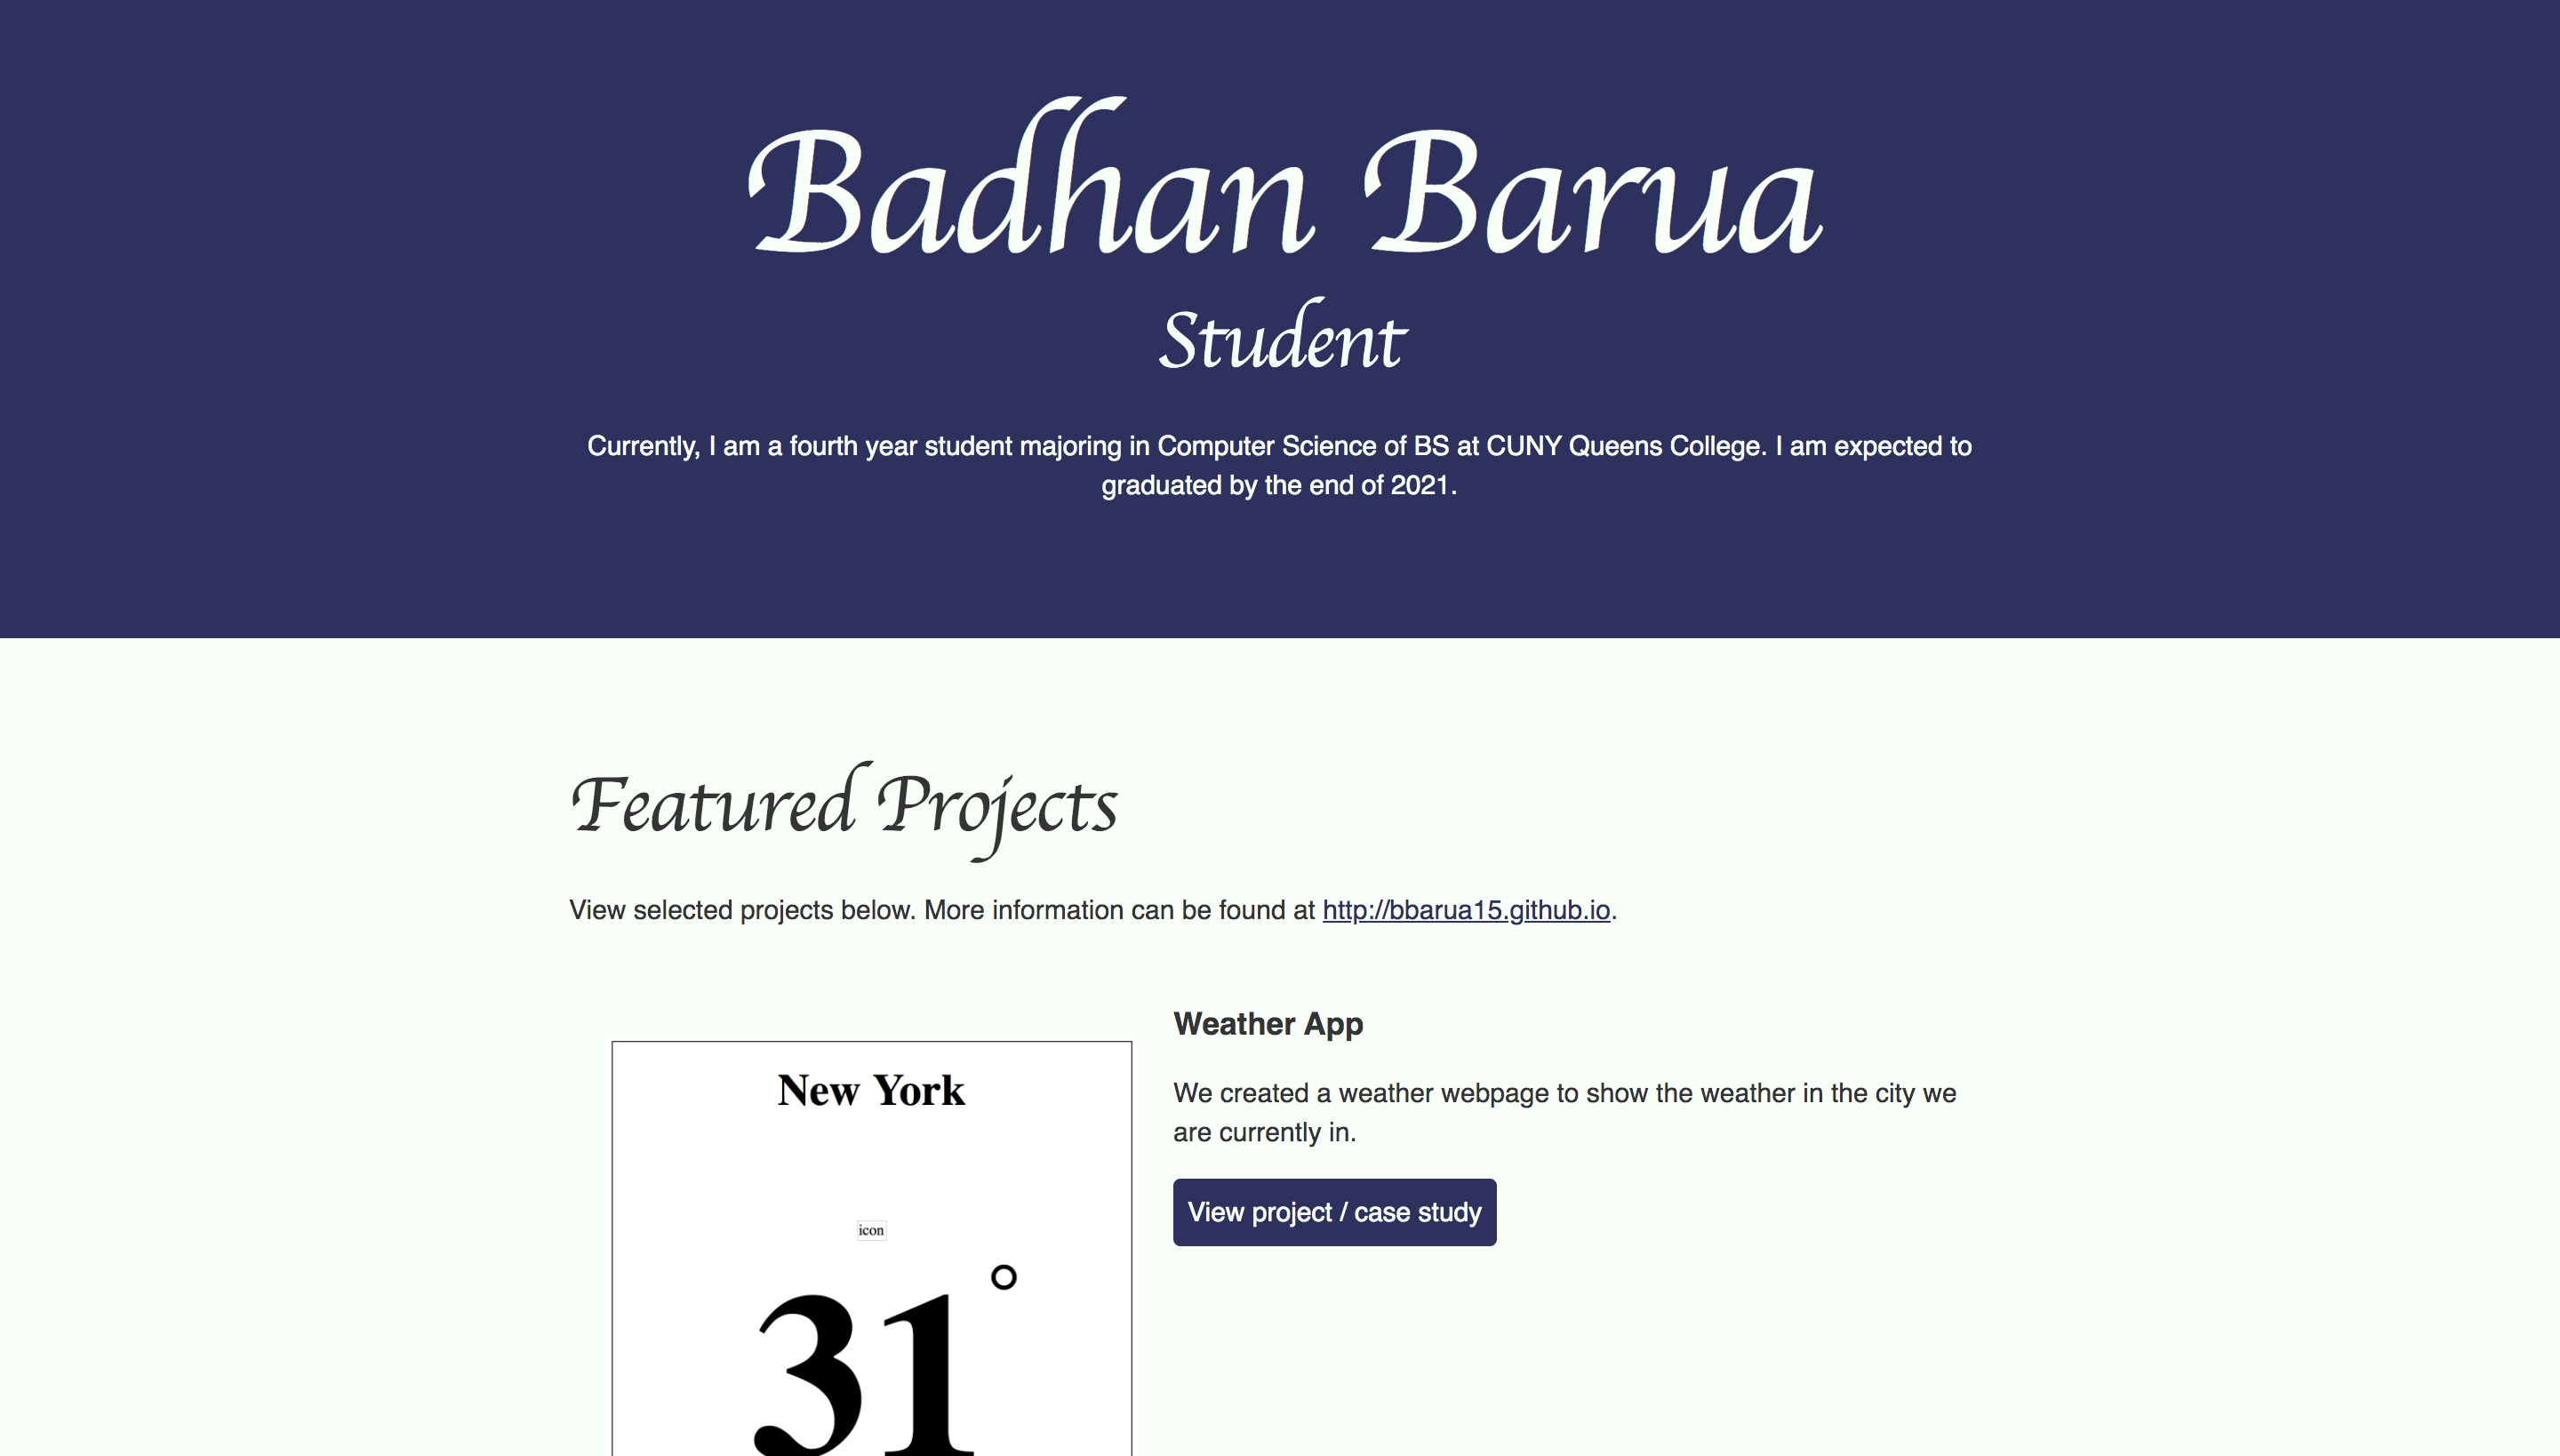 Badhan Barua
Student
Currently, I am a fourth year student majoring in Computer Science of BS at CUNY Queens College. I am expected to
graduated by the end of 2021.
Featured Projects
View selected projects below. More information can be found at http://bbarua15.github.io.
Weather App
We created a weather webpage to show the weather in the city we
are currently in.
View project / case study
New York
icon
31°